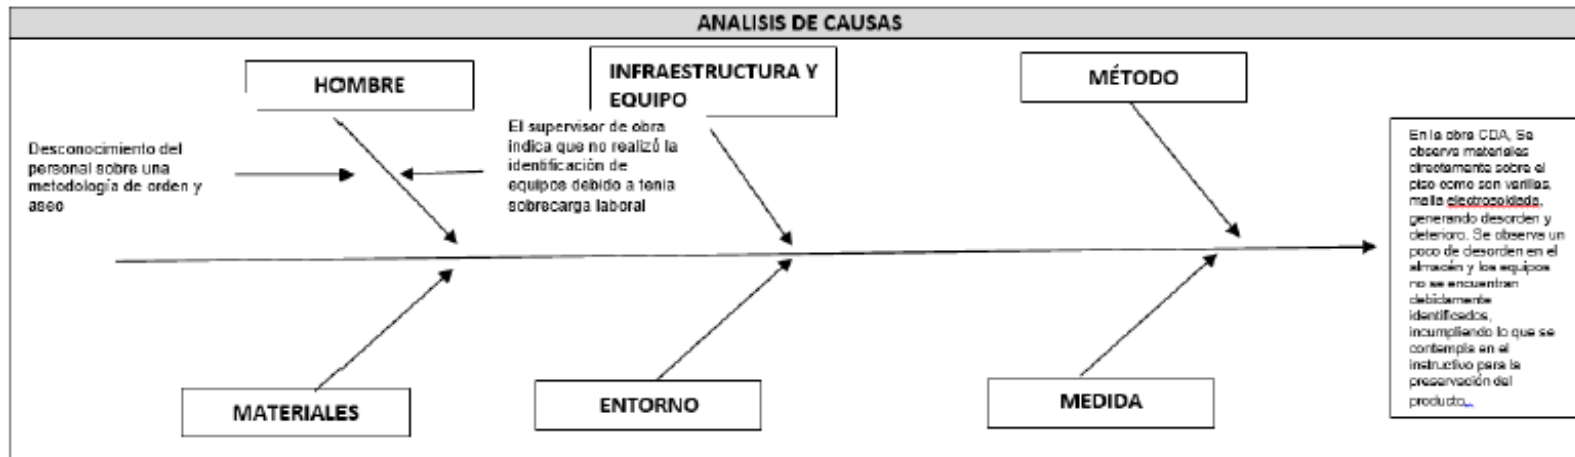 ANALISIS DE CAUSAS
HOMBRE
INFRAESTRUCTURA Y
EQUIPO
MÉTODO
Desconocimiento del
personal sobre una
metodología de orden y
aseo
El supervisor de obra
indica que no realizó la
identificación de
equipos debido a tenia
sobrecarga laboral
En la obra CDA, Se
observa materiales
directamente sobre el
piso como son varillas,
malla electrosoldada,
generando desorden y
deterioro. Se observa un
poco de desorden en el
almacén y los equipos
no se encuentran
debidamente
identificados,
incumpliendo lo que se
contempla en el
instructivo para la
preservación del
producto.
MATERIALES
ENTORNO
MEDIDA